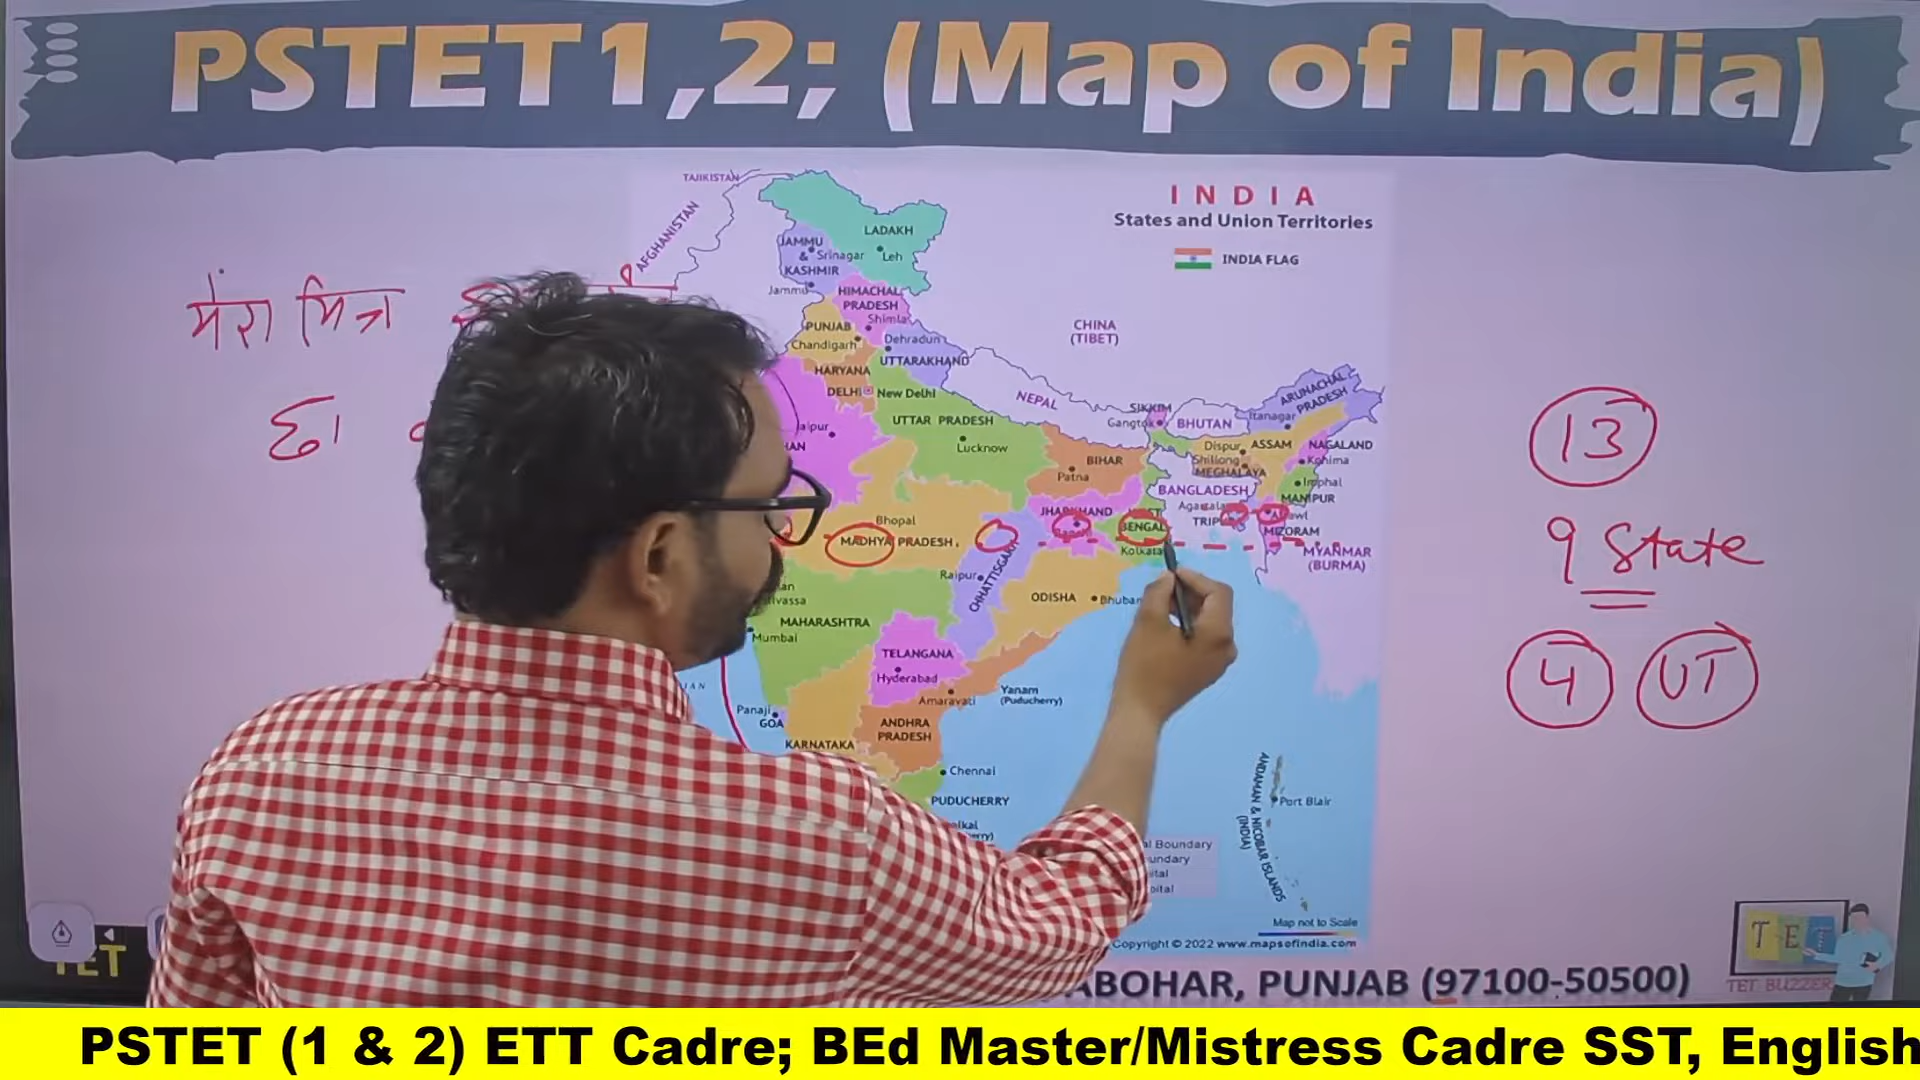 PSTET1,2; (Map of India)
TAJIKISTAN
AFGHANISTAN
INDIA
States and Union Territories
INDIA FLAG
LADAKH
Leh
JAMMU
& Srinagar
KASHMIR
Jammu
HIMACHAL
PRADESH
Shimla
PUNJAB
Chandigarh
Dehradun
UTTARAKHAND
HARYANA
DELHI
New Delhi
CHINA
(TIBET)
NEPAL
SIKKIM
Gangtok
BHUTAN
ARUNACHAL
PRADESH
Itanagar
UTTAR PRADESH
Lucknow
BIHAR
Patna
Dispur
ASSAM
NAGALAND
Kohima
Shillong
MEGHALAYA
Imphal
MANIPUR
BANGLADESH
MIZORAM
MYANMAR
(BURMA)
BENGAL
Kolkata
Bhopal
MADHYA PRADESH
Raipur
CHHATTISGARH
ODISHA
MAHARASHTRA
Mumbai
TELANGANA
Hyderabad
Amaravati
Yanam
(Puducherry)
Panaji
GOA
KARNATAKA
ANDHRA
PRADESH
Chennai
PUDUCHERRY
Port Blair
ANDAMAN & NICOBAR ISLANDS
(INDIA)
Map not to Scale
Copyright © 2022 www.mapsofindia.com
मेरा मित्र
13
9 State
4 UT
ABOHAR, PUNJAB (97100-50500)
TET
TET BUZZER
PSTET (1 & 2) ETT Cadre; BEd Master/Mistress Cadre SST, English